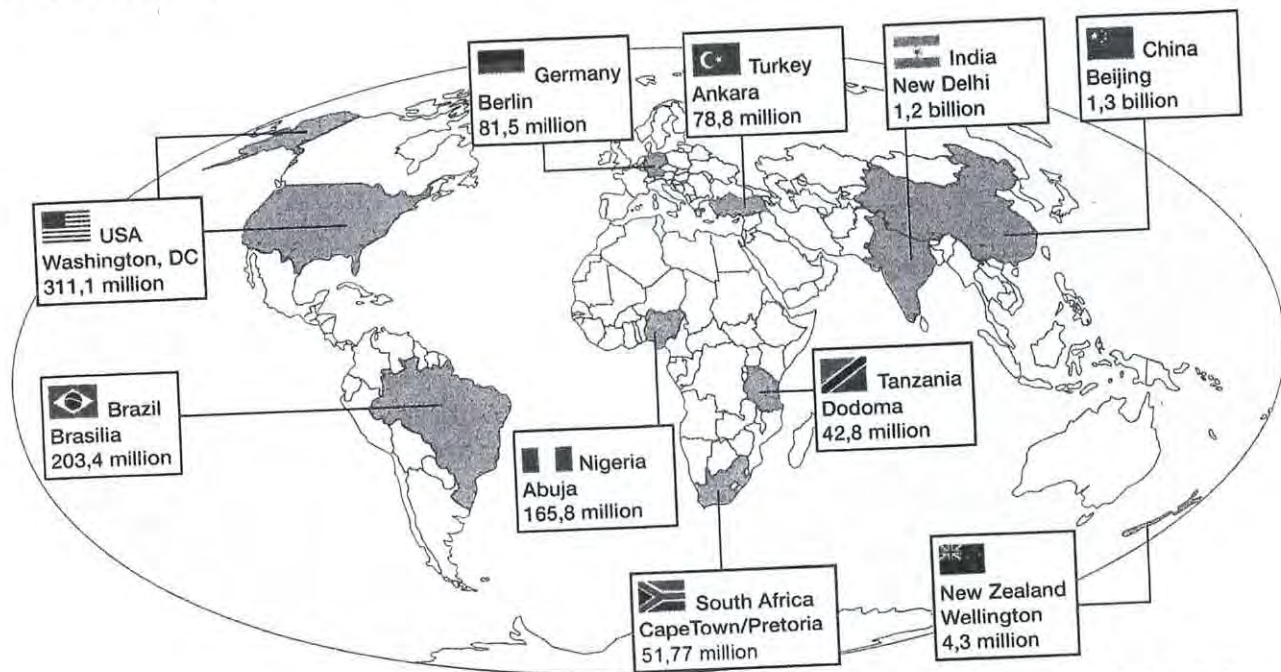 Germany
Berlin
81,5 million
Turkey
Ankara
78,8 million
India
New Delhi
1,2 billion
China
Beijing
1,3 billion
USA
Washington, DC
311,1 million
Brazil
Brasilia
203,4 million
Nigeria
Abuja
165,8 million
Tanzania
Dodoma
42,8 million
South Africa
CapeTown/Pretoria
51,77 million
New Zealand
Wellington
4,3 million